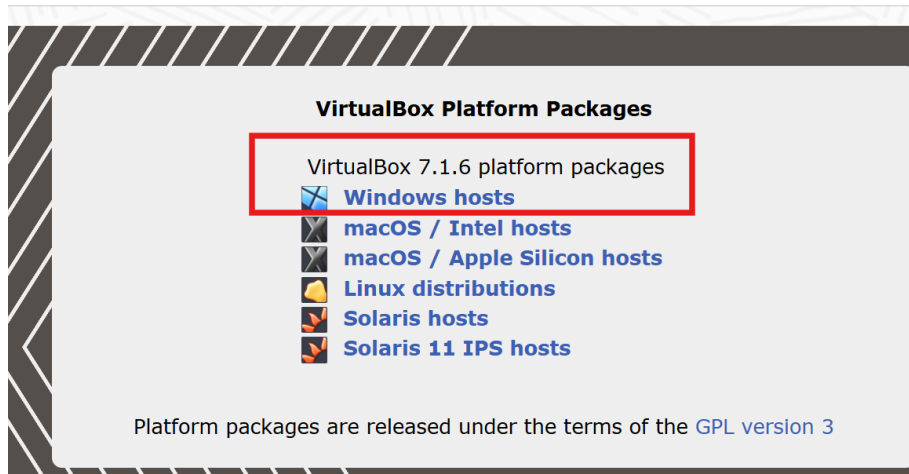 VirtualBox Platform Packages
VirtualBox 7.1.6 platform packages
Windows hosts
macOS / Intel hosts
macOS / Apple Silicon hosts
Linux distributions
Solaris hosts
Solaris 11 IPS hosts
Platform packages are released under the terms of the GPL version 3